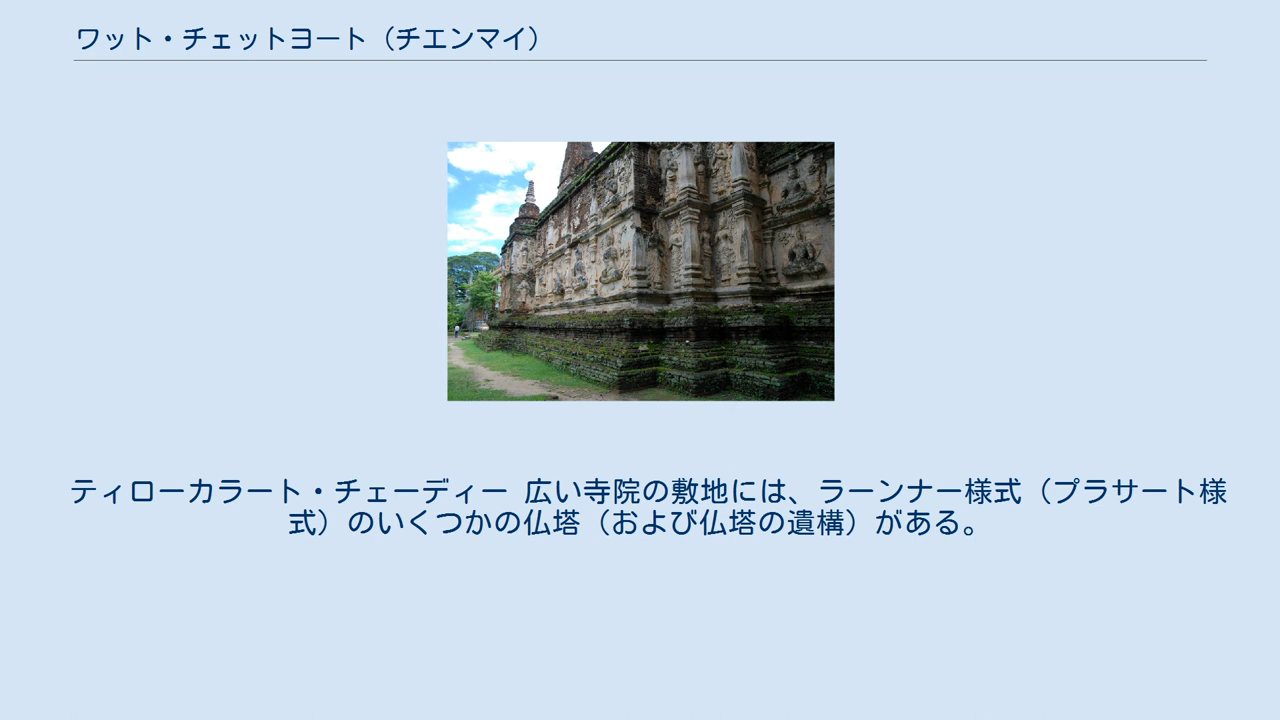 ワット・チェットヨート（チエンマイ）
ティローカラート・チェーディー 広い寺院の敷地には、ラーンナー様式（プラサート様
式）のいくつかの仏塔（および仏塔の遺構）がある。